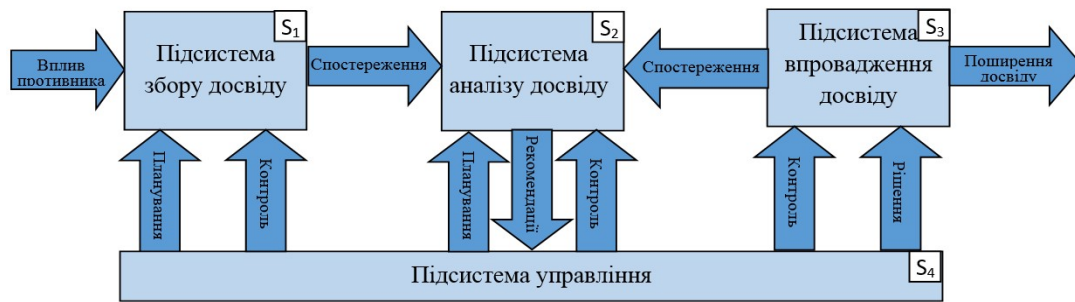 Підсистема
збору досвіду
S1
Підсистема
аналізу досвіду
S2
Підсистема
впровадження
досвіду
S3
Вплив
противника
Спостереження
Спостереження
Поширення
досвіду
Планування
Контроль
Планування
Рекомендації
Контроль
Контроль
Рішення
Підсистема управління
S4